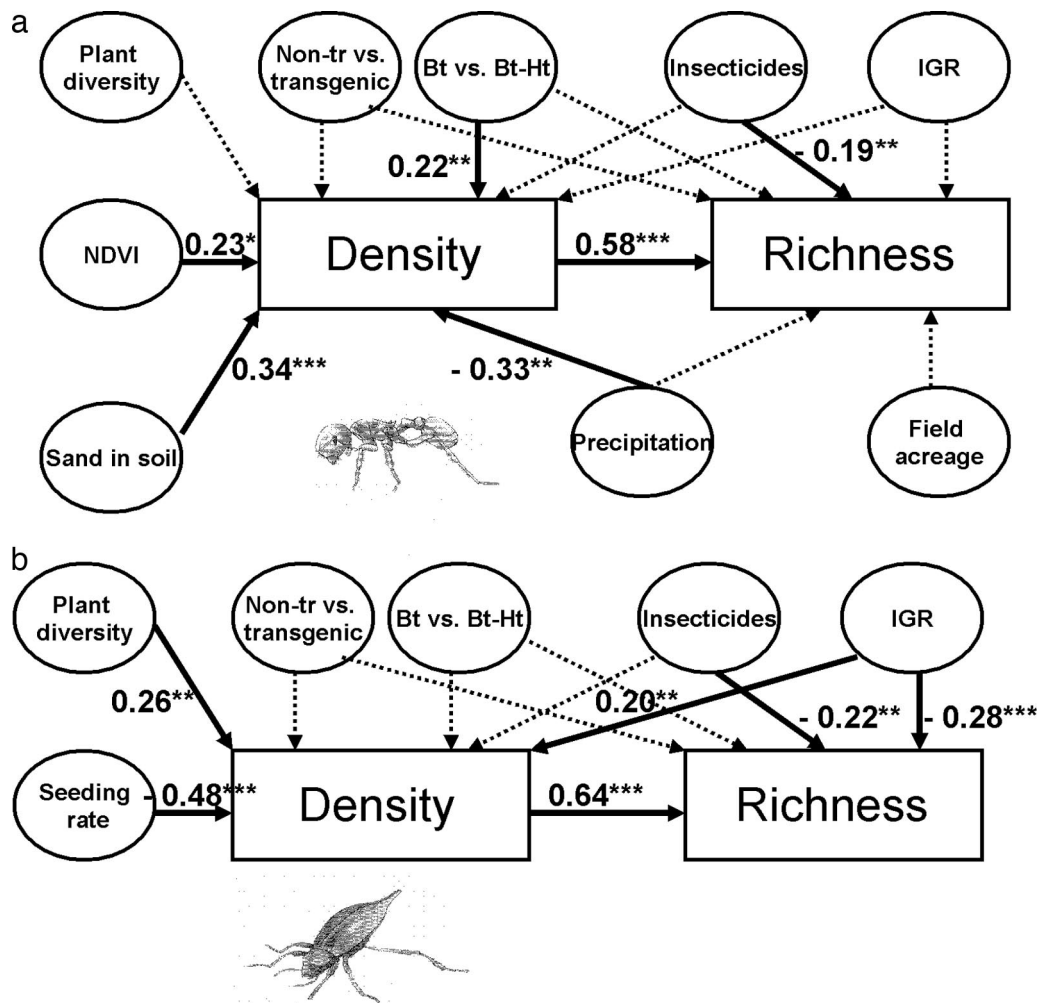 a
Plant
diversity
Non-tr vs.
transgenic
Bt vs. Bt-Ht
Insecticides
IGR
0.22**
- 0.19**
NDVI
0.23*
Density
0.58***
Richness
0.34***
- 0.33**
Sand in soil
Precipitation
Field
acreage
b
Plant
diversity
Non-tr vs.
transgenic
Bt vs. Bt-Ht
Insecticides
IGR
0.26**
0.20**
- 0.22**
- 0.28***
Seeding
rate
- 0.48***
Density
0.64***
Richness